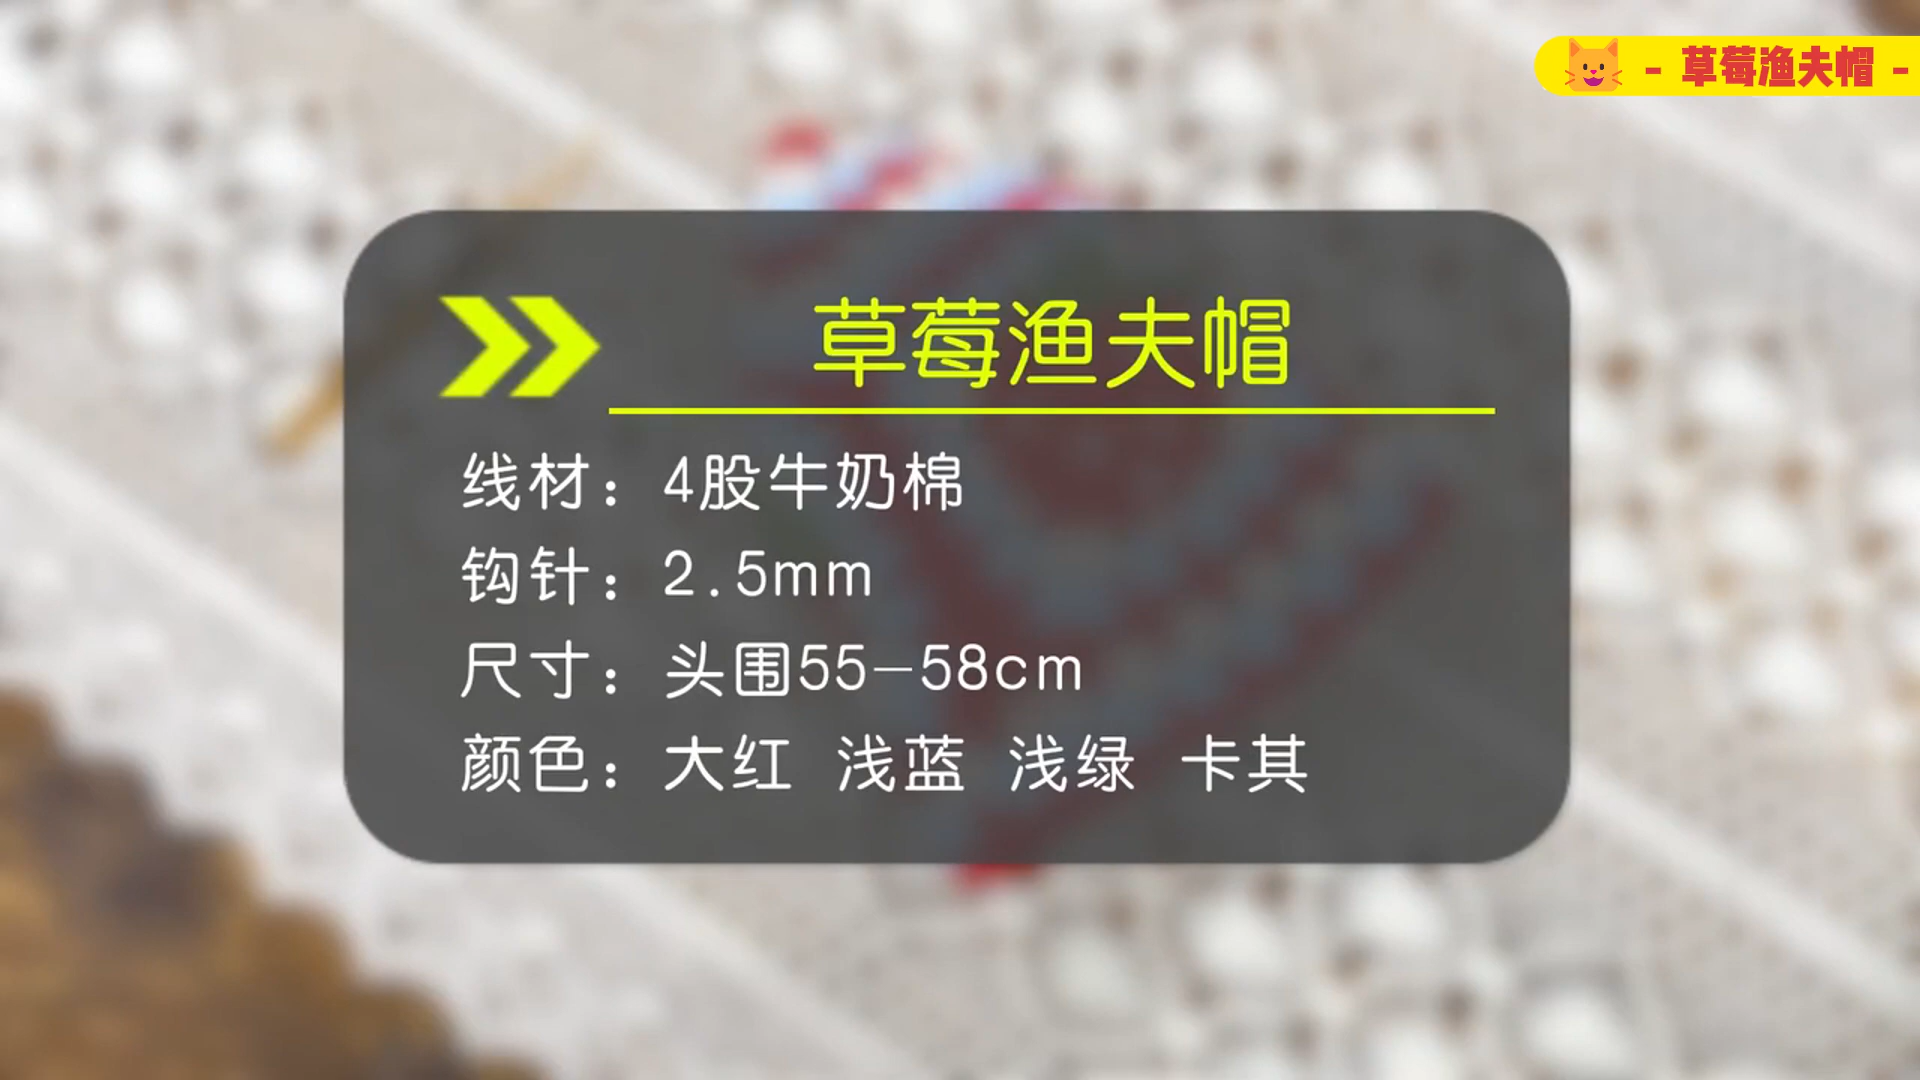 - 草莓渔夫帽 -
草莓渔夫帽
线材：4股牛奶棉
钩针：2.5mm
尺寸：头围55-58cm
颜色：大红 浅蓝 浅绿 卡其